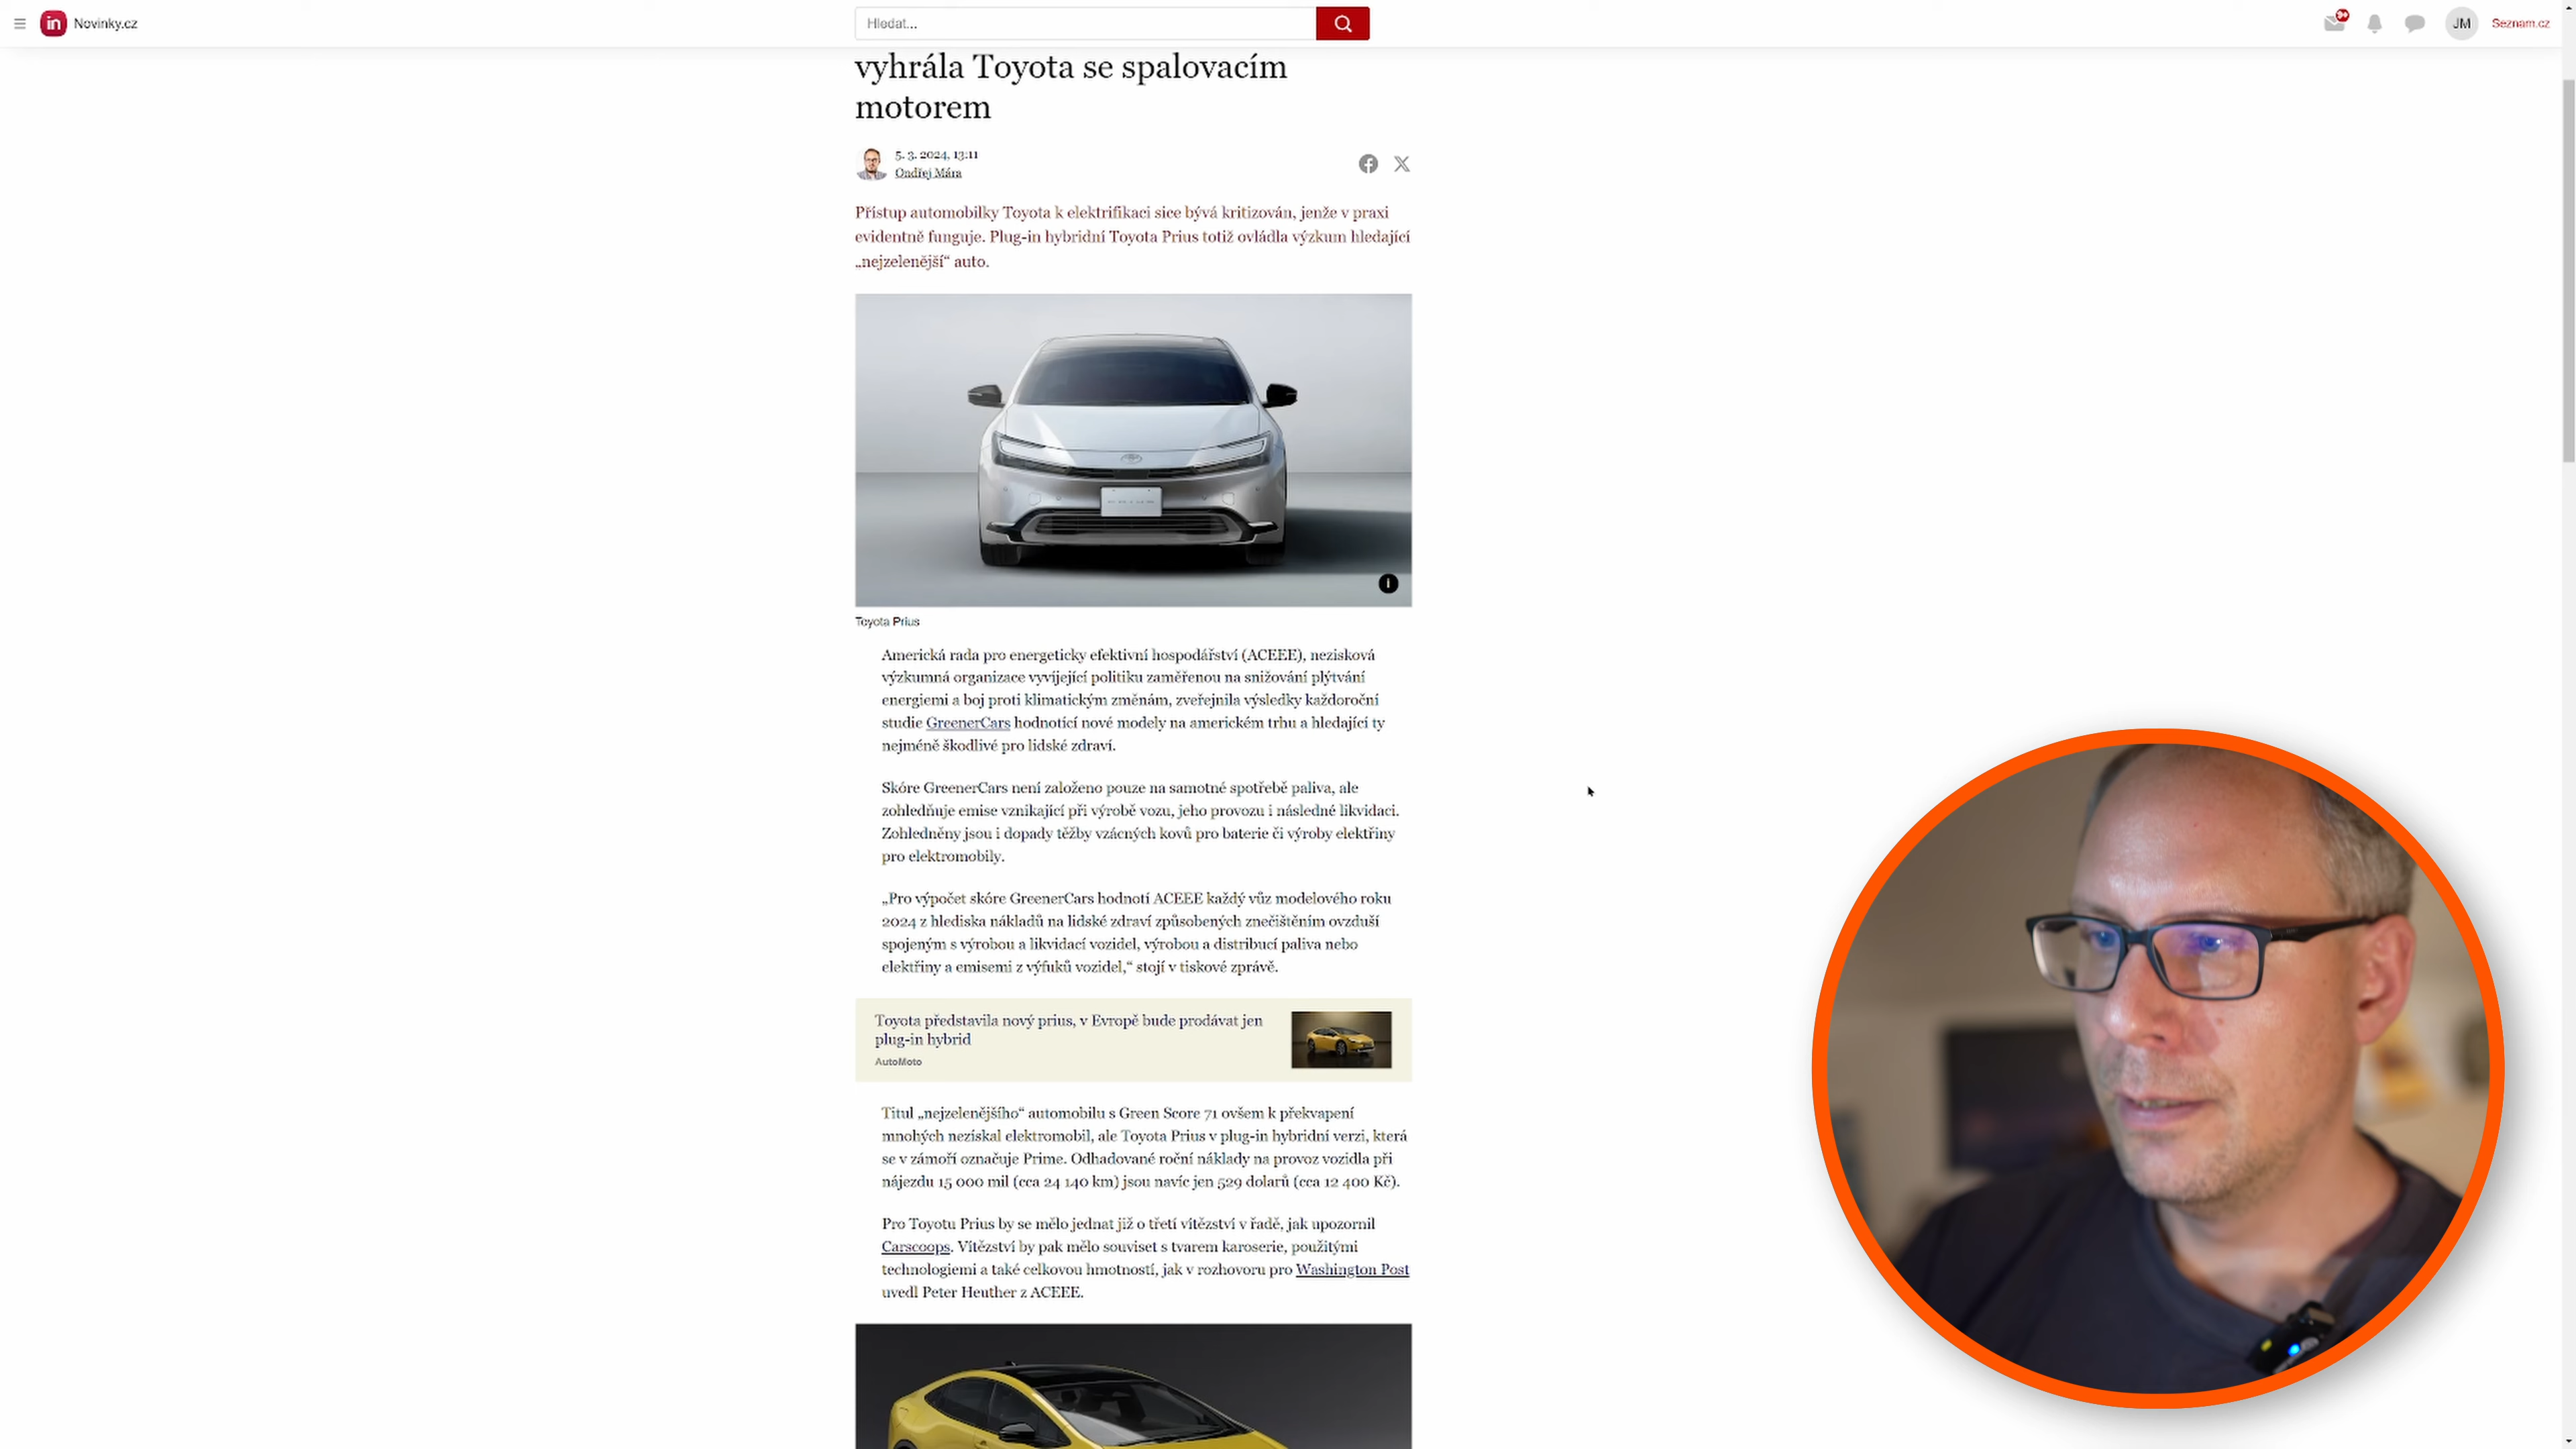 Novinky.cz
Hledat...
9+
JM
Seznam.cz
vyhrála Toyota se spalovacím
motorem
5. 3. 2024, 13:11
Ondřej Mára
Přístup automobilky Toyota k elektrifikaci sice bývá kritizován, jenže v praxi
evidentně funguje. Plug-in hybridní Toyota Prius totiž ovládla výzkum hledající
„nejzelenější“ auto.
Toyota Prius
Americká rada pro energeticky efektivní hospodářství (ACEEE), nezisková
výzkumná organizace vyvíjející politiku zaměřenou na snižování plýtvání
energiemi a boj proti klimatickým změnám, zveřejnila výsledky každoroční
studie GreenerCars hodnotící nové modely na americkém trhu a hledající ty
nejméně škodlivé pro lidské zdraví.
Skóre GreenerCars není založeno pouze na samotné spotřebě paliva, ale
zohledňuje emise vznikající při výrobě vozu, jeho provozu i následné likvidaci.
Zohledněny jsou i dopady těžby vzácných kovů pro baterie či výroby elektřiny
pro elektromobily.
„Pro výpočet skóre GreenerCars hodnotí ACEEE každý vůz modelového roku
2024 z hlediska nákladů na lidské zdraví způsobených znečištěním ovzduší
spojeným s výrobou a likvidací vozidel, výrobou a distribucí paliva nebo
elektřiny a emisemi z výfuků vozidel,“ stojí v tiskové zprávě.
Toyota představila nový prius, v Evropě bude prodávat jen
plug-in hybrid
AutoMoto
Titul „nejzelenějšího“ automobilu s Green Score 71 ovšem k překvapení
mnohých nezískal elektromobil, ale Toyota Prius v plug-in hybridní verzi, která
se v zámoří označuje Prime. Odhadované roční náklady na provoz vozidla při
nájezdu 15 000 mil (cca 24 140 km) jsou navíc jen 529 dolarů (cca 12 400 Kč).
Pro Toyotu Prius by se mělo jednat již o třetí vítězství v řadě, jak upozornil
Carscoops. Vítězství by pak mělo souviset s tvarem karoserie, použitými
technologiemi a také celkovou hmotností, jak v rozhovoru pro Washington Post
uvedl Peter Heuther z ACEEE.